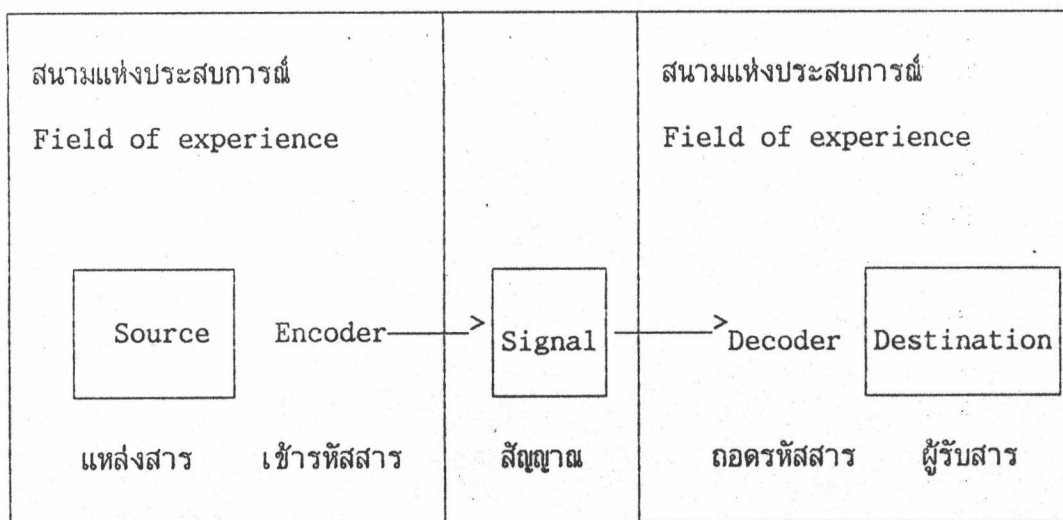 สนามแห่งประสบการณ์ สนามแห่งประสบการณ์
Field of experience Field of experience
Source Encoder Signal Decoder Destination
แหล่งสาร เข้ารหัสสาร สัญญาณ ถอดรหัสสาร ผู้รับสาร